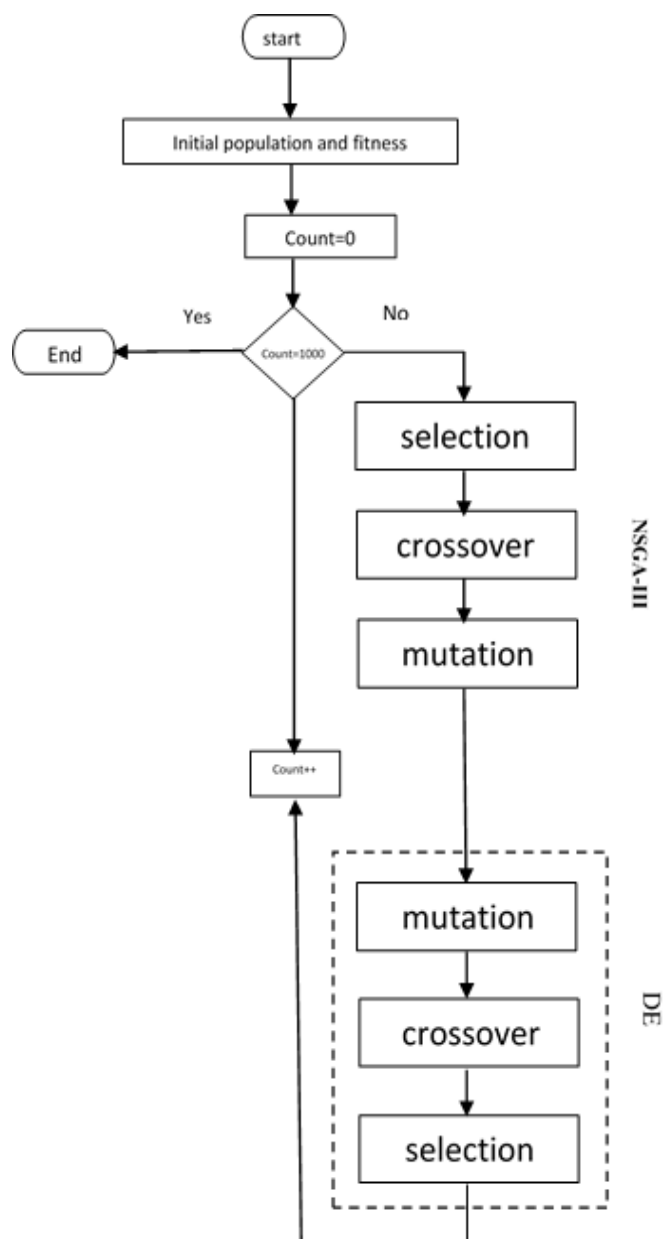 start
Initial population and fitness
Count=0
Yes
No
End
Count=1000
selection
crossover
NSGA-III
mutation
Count++
mutation
DE
crossover
selection